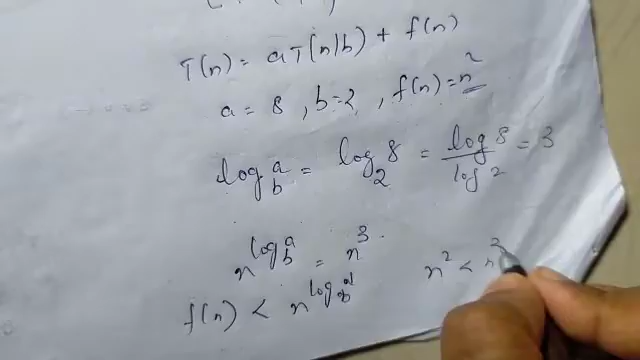 T(n) = aT(n/b) + f(n)
a = 8 , b=2 , f(n)=n²
log_b a = log_2 8 = log 8 / log 2 = 3
n^(log_b a) = n³.
f(n) < n^(log_b a) n² < n³